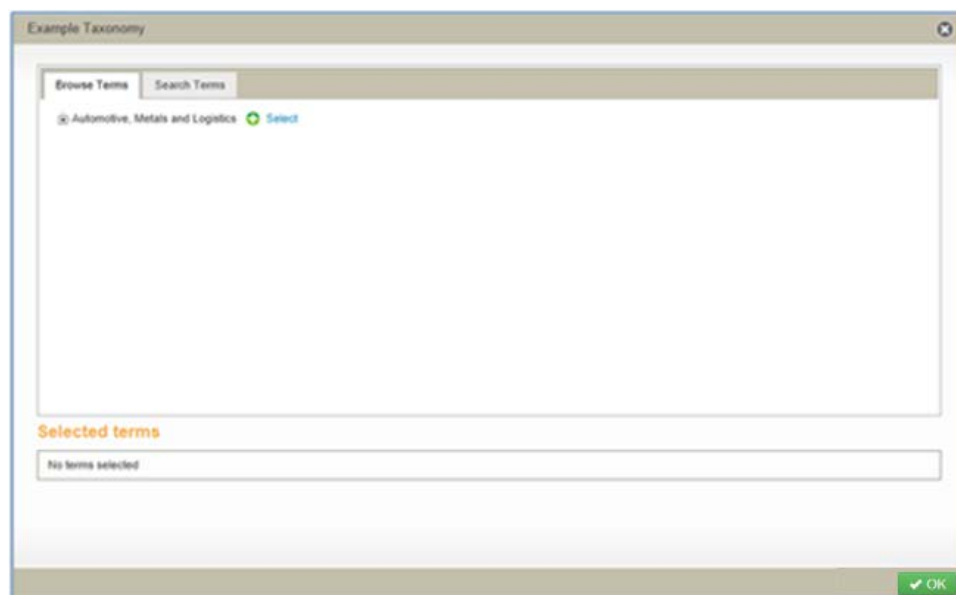 Example Taxonomy
Browse Terms Search Terms
Automotive, Metals and Logistics Select
Selected terms
No terms selected
OK